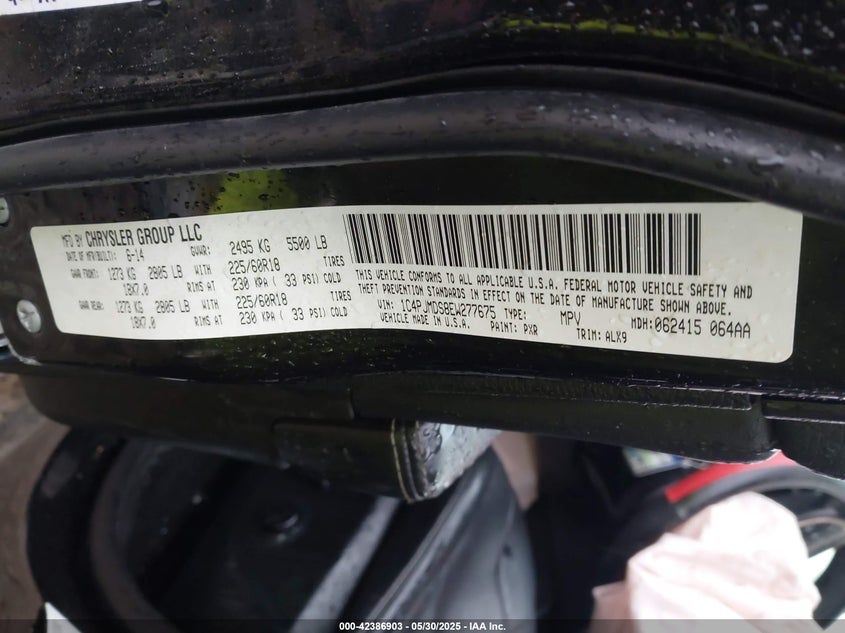 MFD BY CHRYSLER GROUP LLC
DATE OF MFR(BUILT): 6-14 GVWR: 2495 KG 5500 LB
GAWR FRONT: 1273 KG 2805 LB WITH 225/60R18 TIRES
18X7.0 RIMS AT 230 KPA ( 33 PSI) COLD
GAWR REAR: 1273 KG 2805 LB WITH 225/60R18 TIRES
18X7.0 RIMS AT 230 KPA ( 33 PSI) COLD
THIS VEHICLE CONFORMS TO ALL APPLICABLE U.S.A. FEDERAL MOTOR VEHICLE SAFETY AND
THEFT PREVENTION STANDARDS IN EFFECT ON THE DATE OF MANUFACTURE SHOWN ABOVE.
VIN: 1C4PJMDS8EW277675 TYPE: MPV MDH:062415 064AA
VEHICLE MADE IN U.S.A. PAINT: PXR TRIM: ALX9
000-42386903 - 05/30/2025 - IAA Inc.